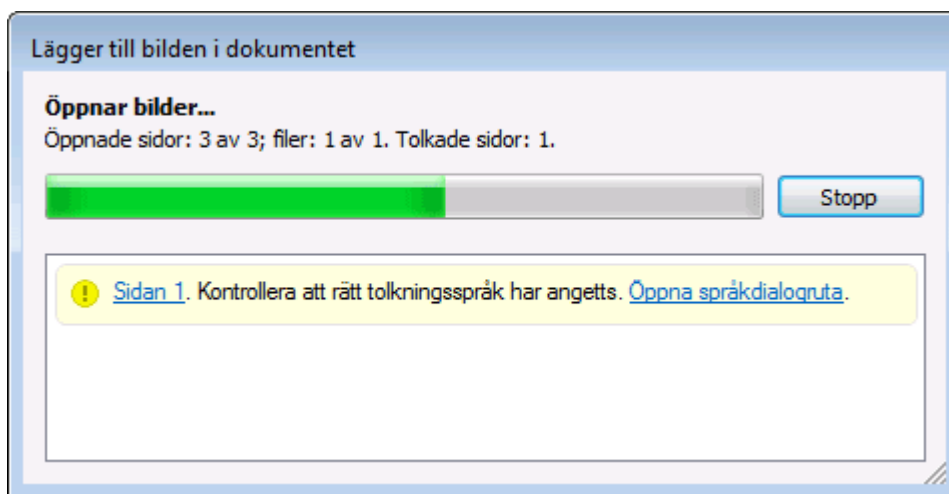 Lägger till bilden i dokumentet
Öppnar bilder...
Öppnade sidor: 3 av 3; filer: 1 av 1. Tolkade sidor: 1.
Stopp
Sidan 1. Kontrollera att rätt tolkningsspråk har angetts. Öppna språkdialogruta.